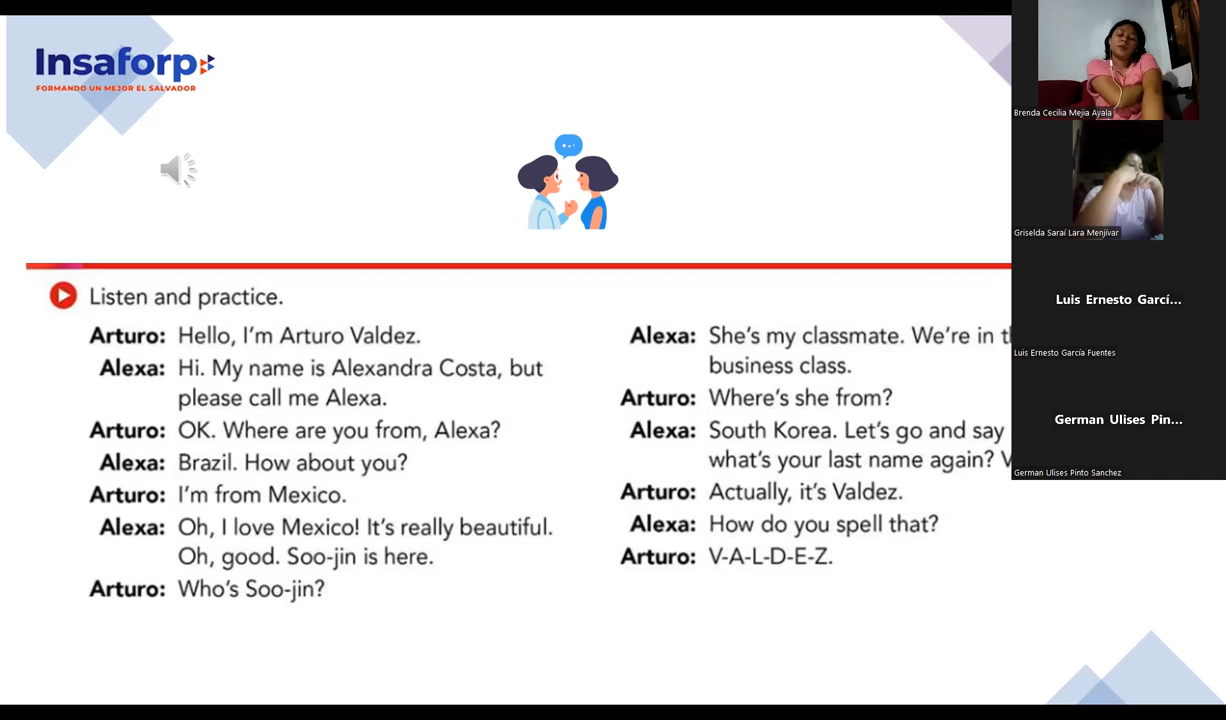 Insaforp
FORMANDO UN MEJOR EL SALVADOR
Listen and practice.
Arturo: Hello, I'm Arturo Valdez.
Alexa: Hi. My name is Alexandra Costa, but
please call me Alexa.
Arturo: OK. Where are you from, Alexa?
Alexa: Brazil. How about you?
Arturo: I'm from Mexico.
Alexa: Oh, I love Mexico! It's really beautiful.
Oh, good. Soo-jin is here.
Arturo: Who's Soo-jin?
Alexa: She's my classmate. We're in
business class.
Arturo: Where's she from?
Alexa: South Korea. Let's go and say
what's your last name again?
Arturo: Actually, it's Valdez.
Alexa: How do you spell that?
Arturo: V-A-L-D-E-Z.
Brenda Cecilia Mejia Ayala
Griselda Saraí Lara Menjívar
Luis Ernesto Garcí...
Luis Ernesto García Fuentes
German Ulises Pin...
German Ulises Pinto Sanchez